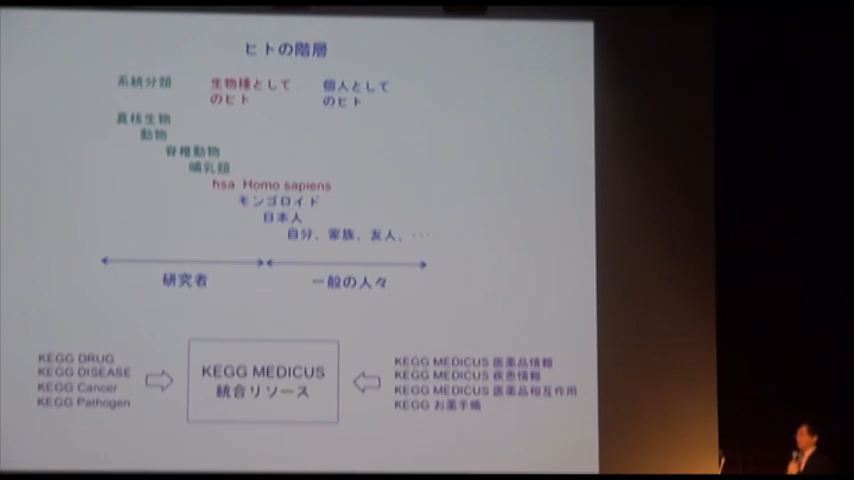 ヒトの階層
系統分類
生物種として
のヒト
個人として
のヒト
真核生物
動物
脊椎動物
哺乳類
hsa Homo sapiens
モンゴロイド
日本人
自分、家族、友人、･･･
研究者
一般の人々
KEGG DRUG
KEGG DISEASE
KEGG Cancer
KEGG Pathogen
KEGG MEDICUS
統合リソース
KEGG MEDICUS 医薬品情報
KEGG MEDICUS 疾患情報
KEGG MEDICUS 医薬品相互作用
KEGG お薬手帳